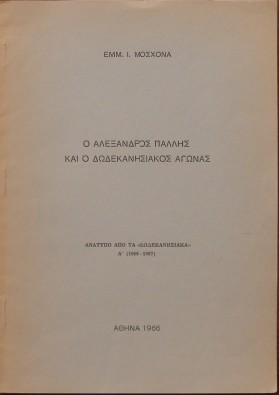 ΕΜΜ. Ι. ΜΟΣΧΟΝΑ
Ο ΑΛΕΞΑΝΔΡΟΣ ΠΑΛΛΗΣ
ΚΑΙ Ο ΔΩΔΕΚΑΝΗΣΙΑΚΟΣ ΑΓΩΝΑΣ
ΑΝΑΤΥΠΟ ΑΠΟ ΤΑ «ΔΩΔΕΚΑΝΗΣΙΑΚΑ»
Α΄
ΑΘΗΝΑ 1966